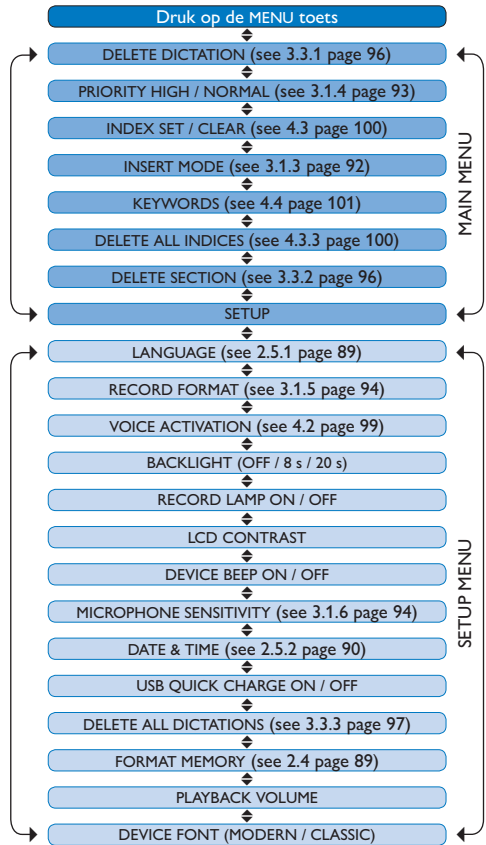 Druk op de MENU toets
DELETE DICTATION (see 3.3.1 page 96)
PRIORITY HIGH / NORMAL (see 3.1.4 page 93)
INDEX SET / CLEAR (see 4.3 page 100)
INSERT MODE (see 3.1.3 page 92)
KEYWORDS (see 4.4 page 101)
DELETE ALL INDICES (see 4.3.3 page 100)
DELETE SECTION (see 3.3.2 page 96)
SETUP
MAIN MENU
LANGUAGE (see 2.5.1 page 89)
RECORD FORMAT (see 3.1.5 page 94)
VOICE ACTIVATION (see 4.2 page 99)
BACKLIGHT (OFF / 8 s / 20 s)
RECORD LAMP ON / OFF
LCD CONTRAST
DEVICE BEEP ON / OFF
MICROPHONE SENSITIVITY (see 3.1.6 page 94)
DATE & TIME (see 2.5.2 page 90)
USB QUICK CHARGE ON / OFF
DELETE ALL DICTATIONS (see 3.3.3 page 97)
FORMAT MEMORY (see 2.4 page 89)
PLAYBACK VOLUME
DEVICE FONT (MODERN / CLASSIC)
SETUP MENU